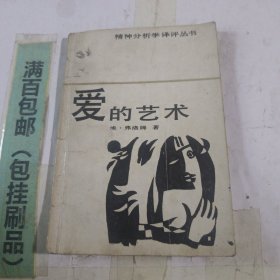 精神分析学译评丛书
爱的艺术
埃·弗洛姆 著
满百包邮（包挂刷品）